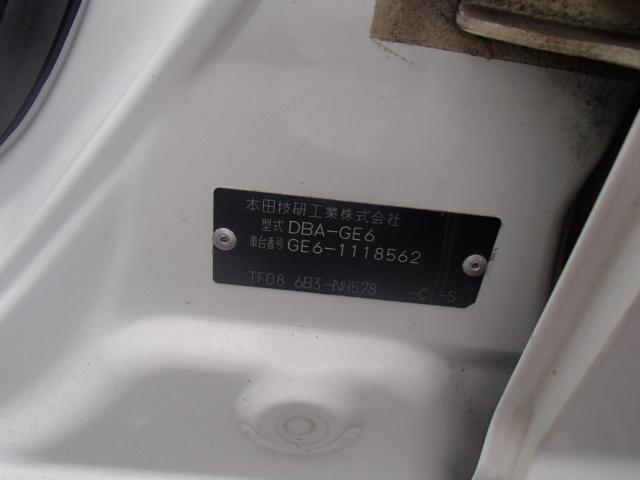 本田技研工業株式会社
型式 DBA-GE6
車台番号 GE6-1118562
TF08 6B3-NH578 -C -S